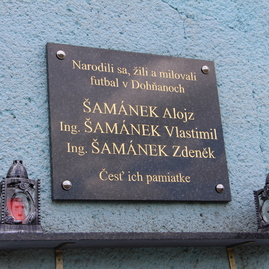 Narodili sa, žili a milovali
futbal v Dohňanoch
ŠAMÁNEK Alojz
Ing. ŠAMÁNEK Vlastimil
Ing. ŠAMÁNEK Zdeněk
Česť ich pamiatke